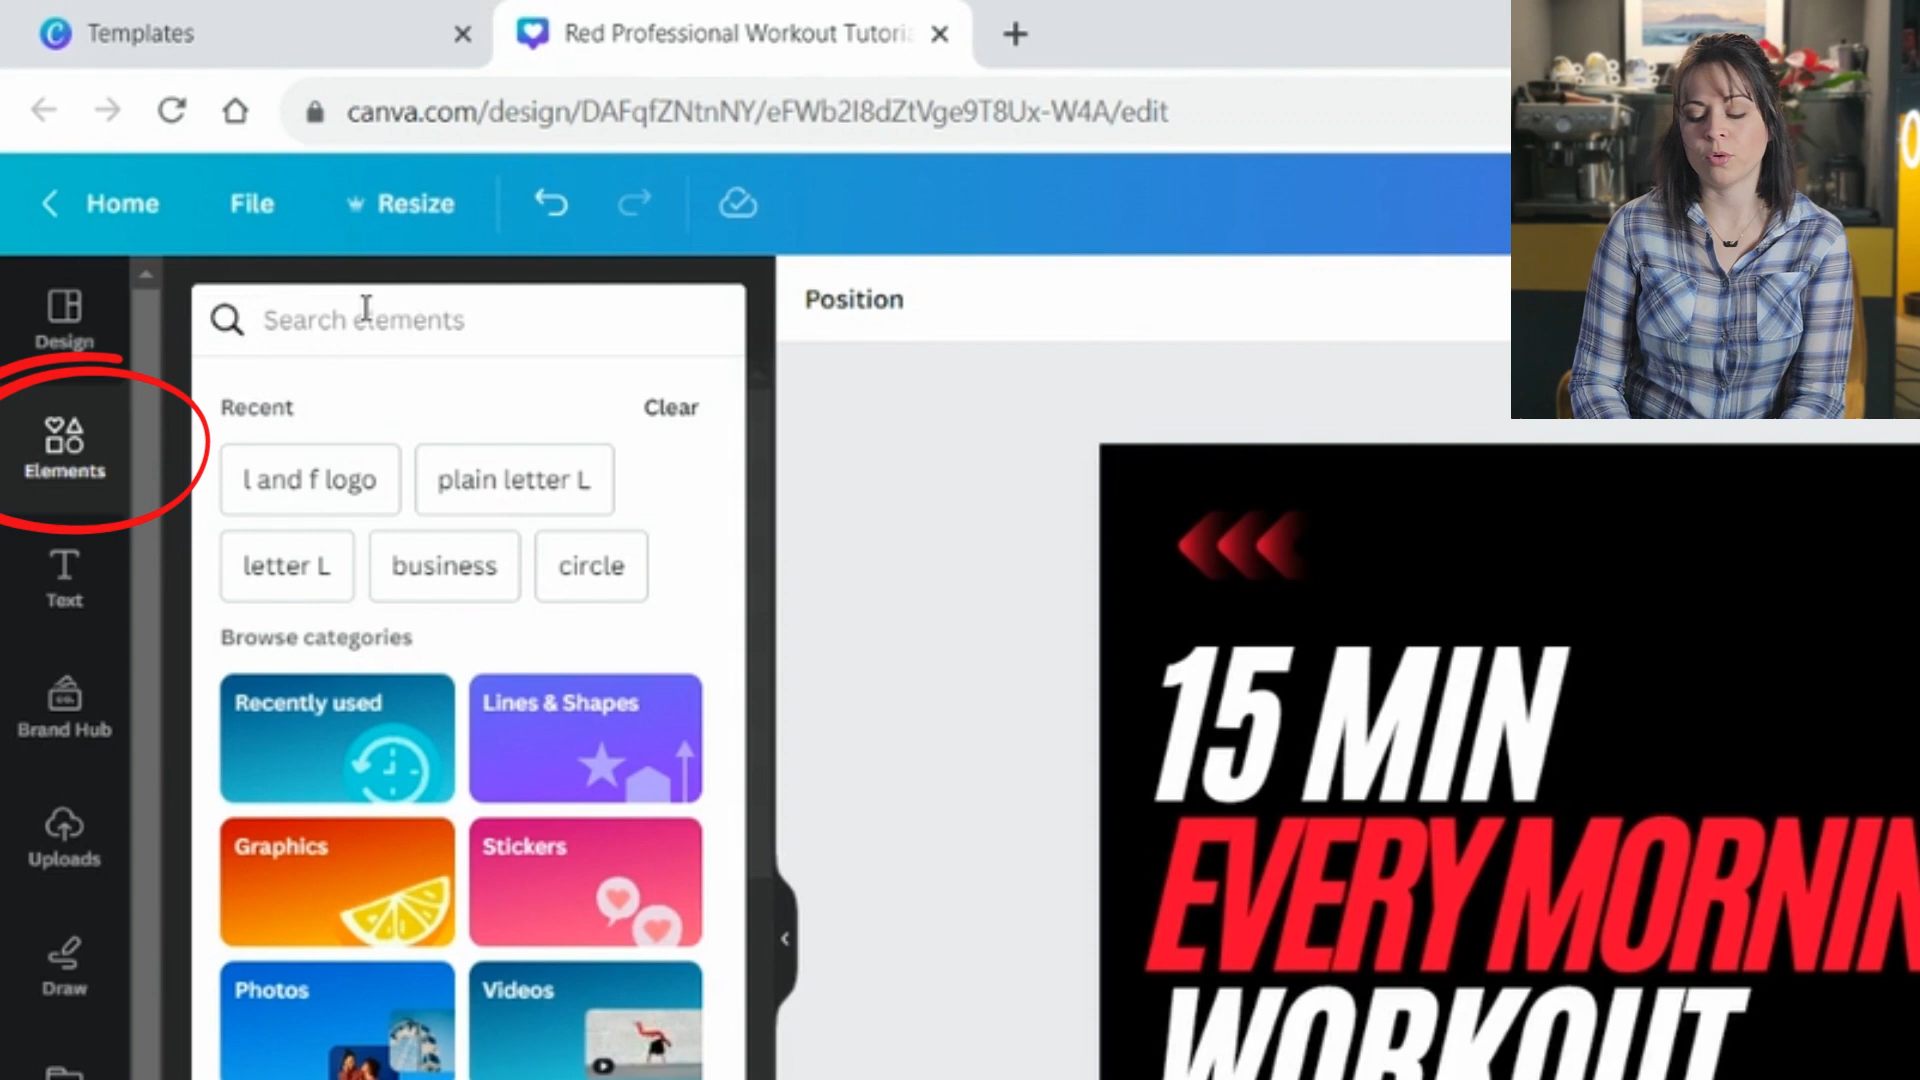 Templates
Red Professional Workout Tutoria
canva.com/design/DAFqfZNtnNY/eFWb2I8dZtVge9T8Ux-W4A/edit
Home
File
Resize
Design
Elements
Text
Brand Hub
Uploads
Draw
Search elements
Recent
Clear
l and f logo
plain letter L
letter L
business
circle
Browse categories
Recently used
Lines & Shapes
Graphics
Stickers
Photos
Videos
Position
15 MIN
EVERY MORNIN
WORKOUT